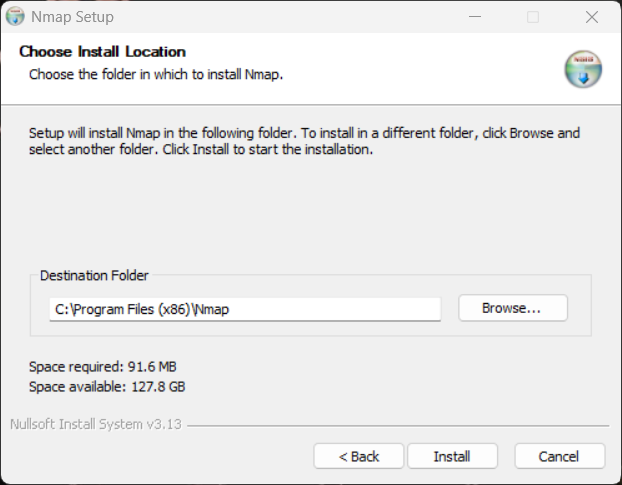 Nmap Setup
Choose Install Location
Choose the folder in which to install Nmap.
Setup will install Nmap in the following folder. To install in a different folder, click Browse and
select another folder. Click Install to start the installation.
Destination Folder
C:\Program Files (x86)\Nmap
Browse...
Space required: 91.6 MB
Space available: 127.8 GB
Nullsoft Install System v3.13
< Back
Install
Cancel